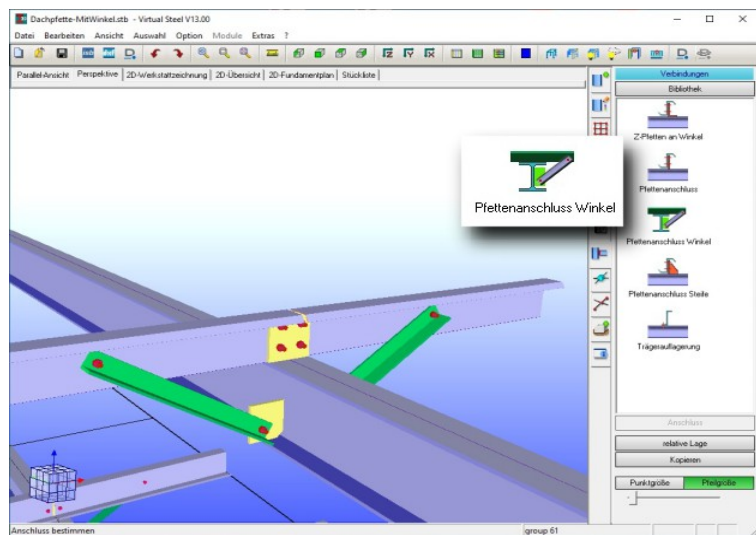 Dachpfette-MitWinkel.stb - Virtual Steel V13.00
Datei Bearbeiten Ansicht Auswahl Option Module Extras ?
Parallel-Ansicht Perspektive 2D-Werkstattzeichnung 2D-Übersicht 2D-Fundamentplan Stückliste
Verbindungen
Bibliothek
Z-Pfetten an Winkel
Pfettenanschluss
Pfettenanschluss Winkel
Pfettenanschluss Winkel
Pfettenanschluss Steife
Trägerauflagerung
Anschluss
relative Lage
Kopieren
Punktgröße Pfeilgröße
Anschluss bestimmen
group 61